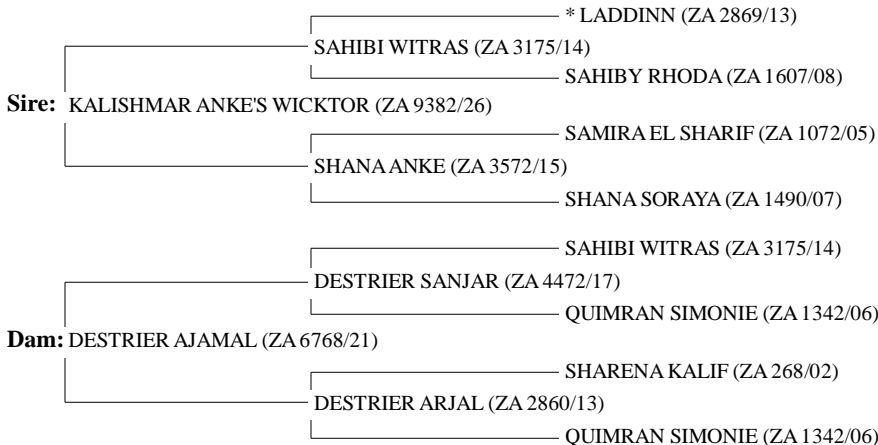 * LADDINN (ZA 2869/13)
SAHIBI WITRAS (ZA 3175/14)
SAHIBY RHODA (ZA 1607/08)
Sire: KALISHMAR ANKE'S WICKTOR (ZA 9382/26)
SAMIRA EL SHARIF (ZA 1072/05)
SHANA ANKE (ZA 3572/15)
SHANA SORAYA (ZA 1490/07)
SAHIBI WITRAS (ZA 3175/14)
DESTRIER SANJAR (ZA 4472/17)
QUIMRAN SIMONIE (ZA 1342/06)
Dam: DESTRIER AJAMAL (ZA 6768/21)
SHARENA KALIF (ZA 268/02)
DESTRIER ARJAL (ZA 2860/13)
QUIMRAN SIMONIE (ZA 1342/06)